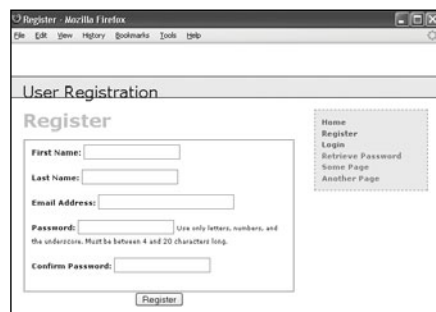 Register - Mozilla Firefox
File Edit View History Bookmarks Tools Help
User Registration
Register
First Name:
Last Name:
Email Address:
Password: Use only letters, numbers, and
the underscore. Must be between 4 and 20 characters long.
Confirm Password:
Register
Home
Register
Login
Retrieve Password
Some Page
Another Page